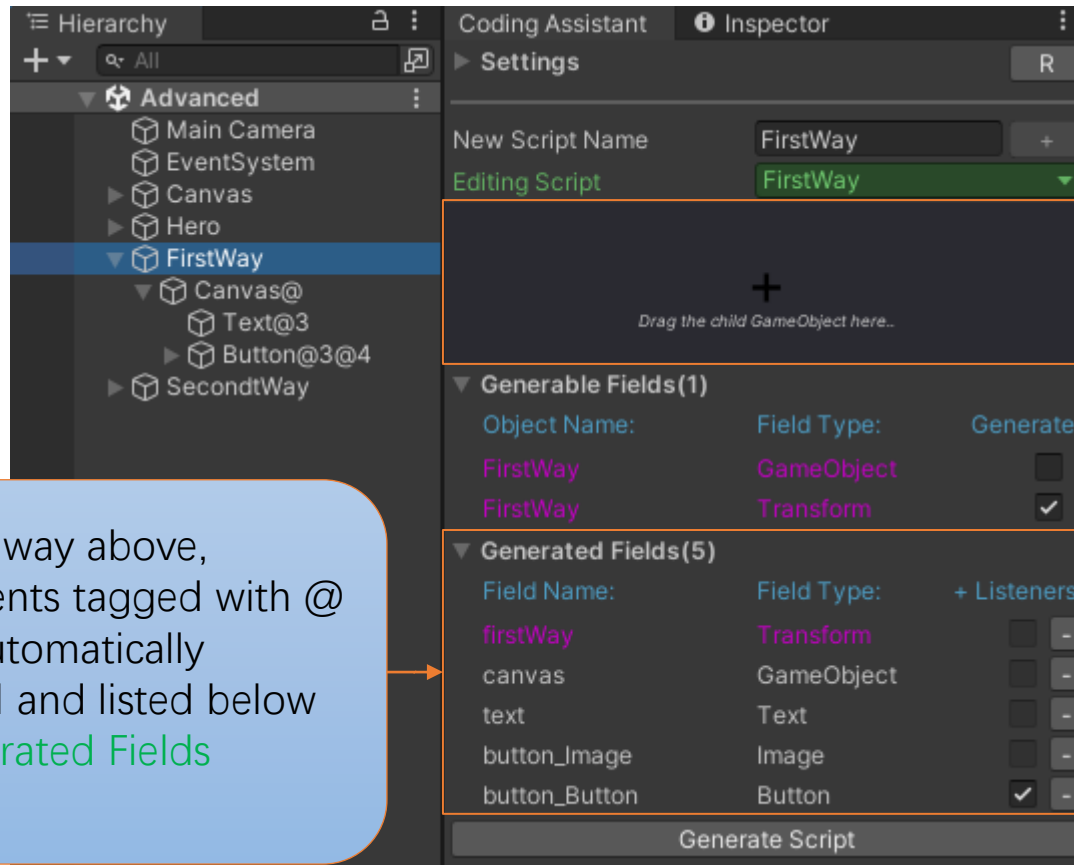 Hierarchy
All
Advanced
Main Camera
EventSystem
Canvas
Hero
FirstWay
Canvas@
Text@3
Button@3@4
SecondtWay
Coding Assistant Inspector
Settings R
New Script Name FirstWay +
Editing Script FirstWay
Drag the child GameObject here..
Generable Fields(1)
Object Name: Field Type: Generate
FirstWay GameObject
FirstWay Transform
Generated Fields(5)
Field Name: Field Type: + Listeners
firstWay Transform -
canvas GameObject -
text Text -
button_Image Image -
button_Button Button -
Generate Script
way above,
ents tagged with @
utomatically
and listed below
rated Fields